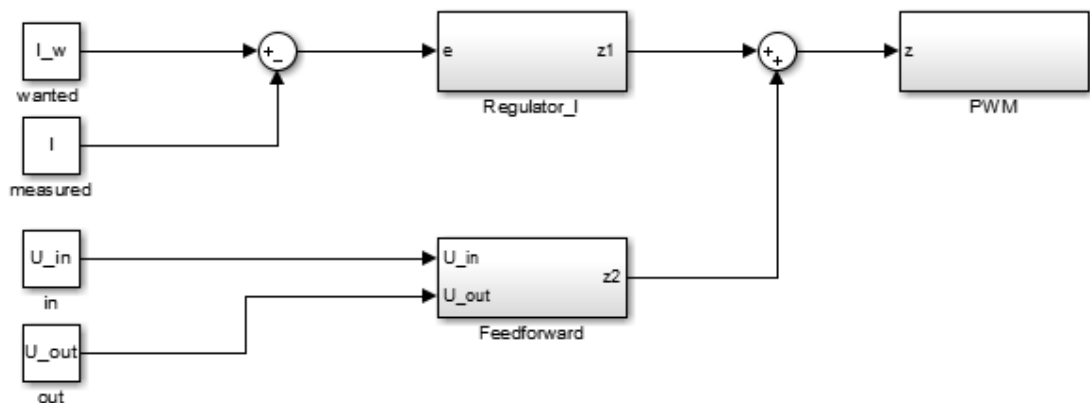 I_w
wanted
I
measured
+
−
e
z1
Regulator_I
+
+
z
PWM
U_in
in
U_out
out
U_in
U_out
z2
Feedforward